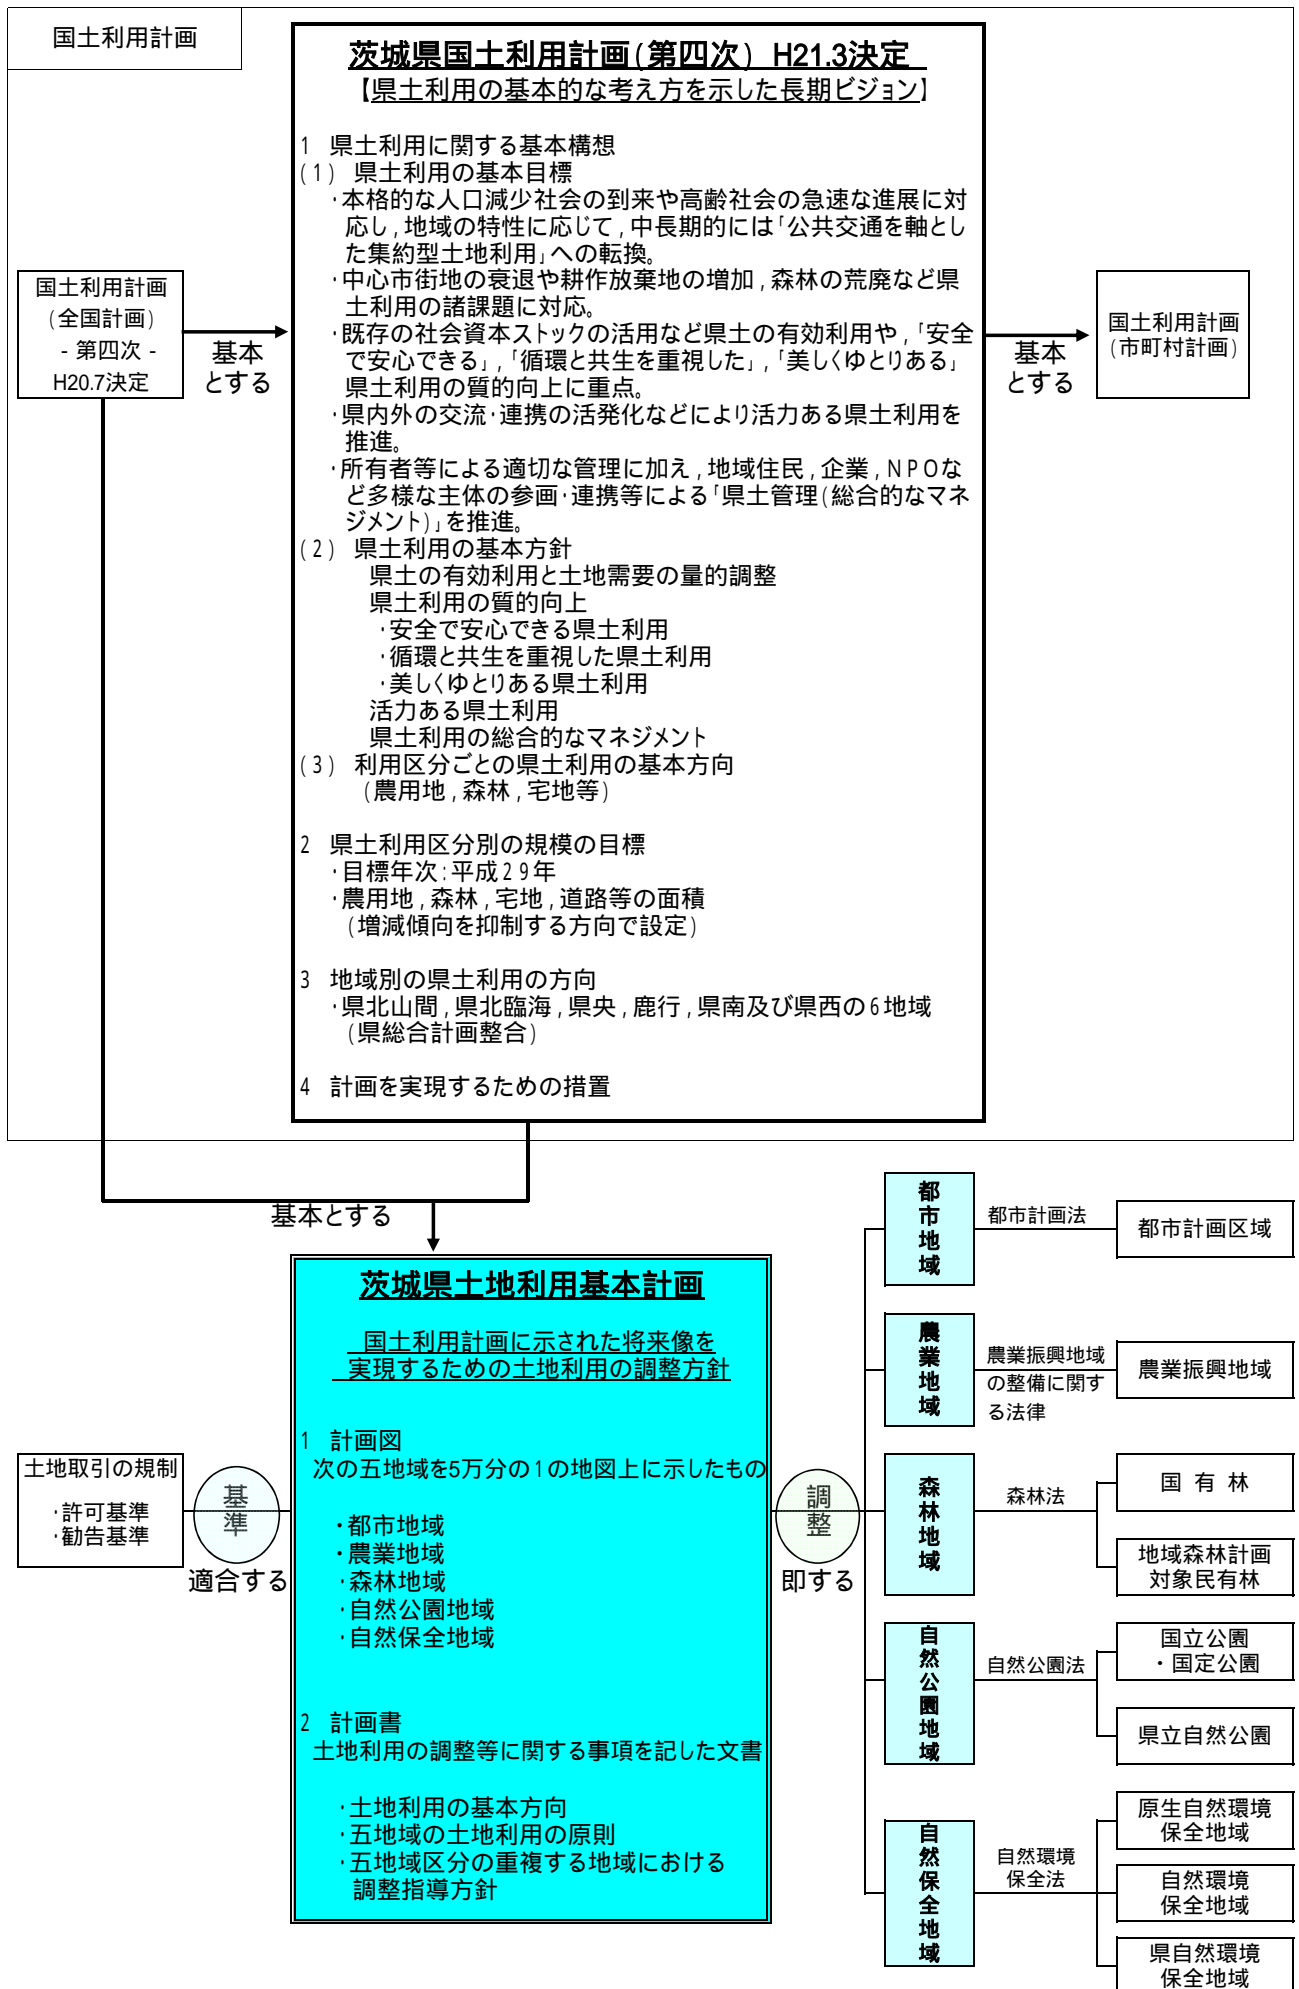 国土利用計画
茨城県国土利用計画(第四次) H21.3決定
【県土利用の基本的な考え方を示した長期ビジョン】
1 県土利用に関する基本構想
(1) 県土利用の基本目標
・本格的な人口減少社会の到来や高齢社会の急速な進展に対
応し,地域の特性に応じて,中長期的には「公共交通を軸とし
た集約型土地利用」への転換。
・中心市街地の衰退や耕作放棄地の増加,森林の荒廃など県
土利用の諸課題に対応。
・既存の社会資本ストックの活用など県土の有効利用や,「安全
で安心できる」,「循環と共生を重視した」,「美しくゆとりある」
県土利用の質的向上に重点。
・県内外の交流・連携の活発化などにより活力ある県土利用を
推進。
・所有者等による適切な管理に加え,地域住民,企業,NPOな
ど多様な主体の参画・連携等による「県土管理(総合的なマネ
ジメント)」を推進。
(2) 県土利用の基本方針
県土の有効利用と土地需要の量的調整
県土利用の質的向上
・安全で安心できる県土利用
・循環と共生を重視した県土利用
・美しくゆとりある県土利用
活力ある県土利用
県土利用の総合的なマネジメント
(3) 利用区分ごとの県土利用の基本方向
(農用地,森林,宅地等)
2 県土利用区分別の規模の目標
・目標年次:平成29年
・農用地,森林,宅地,道路等の面積
(増減傾向を抑制する方向で設定)
3 地域別の県土利用の方向
・県北山間,県北臨海,県央,鹿行,県南及び県西の6地域
(県総合計画整合)
4 計画を実現するための措置
国土利用計画
(全国計画)
- 第四次 -
H20.7決定
基本
とする
基本
とする
国土利用計画
(市町村計画)
基本とする
茨城県土地利用基本計画
国土利用計画に示された将来像を
実現するための土地利用の調整方針
1 計画図
次の五地域を5万分の1の地図上に示したもの
・都市地域
・農業地域
・森林地域
・自然公園地域
・自然保全地域
2 計画書
土地利用の調整等に関する事項を記した文書
・土地利用の基本方向
・五地域の土地利用の原則
・五地域区分の重複する地域における
調整指導方針
土地取引の規制
・許可基準
・勧告基準
基準
適合する
調整
即する
都市地域
都市計画法
都市計画区域
農業地域
農業振興地域
の整備に関す
る法律
農業振興地域
森林地域
森林法
国 有 林
地域森林計画
対象民有林
自然公園地域
自然公園法
国立公園
・国定公園
県立自然公園
自然保全地域
自然環境
保全法
原生自然環境
保全地域
自然環境
保全地域
県自然環境
保全地域